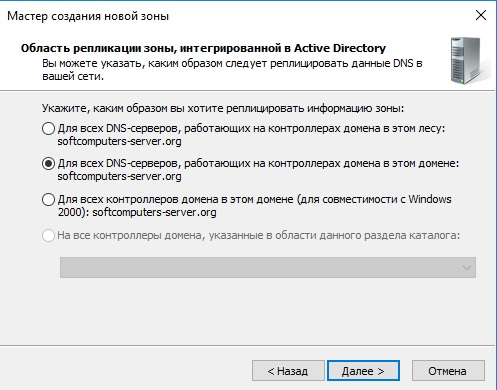 Мастер создания новой зоны
Область репликации зоны, интегрированной в Active Directory
Вы можете указать, каким образом следует реплицировать данные DNS в
вашей сети.
Укажите, каким образом вы хотите реплицировать информацию зоны:
Для всех DNS-серверов, работающих на контроллерах домена в этом лесу:
softcomputers-server.org
Для всех DNS-серверов, работающих на контроллерах домена в этом домене:
softcomputers-server.org
Для всех контроллеров домена в этом домене (для совместимости с Windows
2000): softcomputers-server.org
На все контроллеры домена, указанные в области данного раздела каталога:
< Назад
Далее >
Отмена